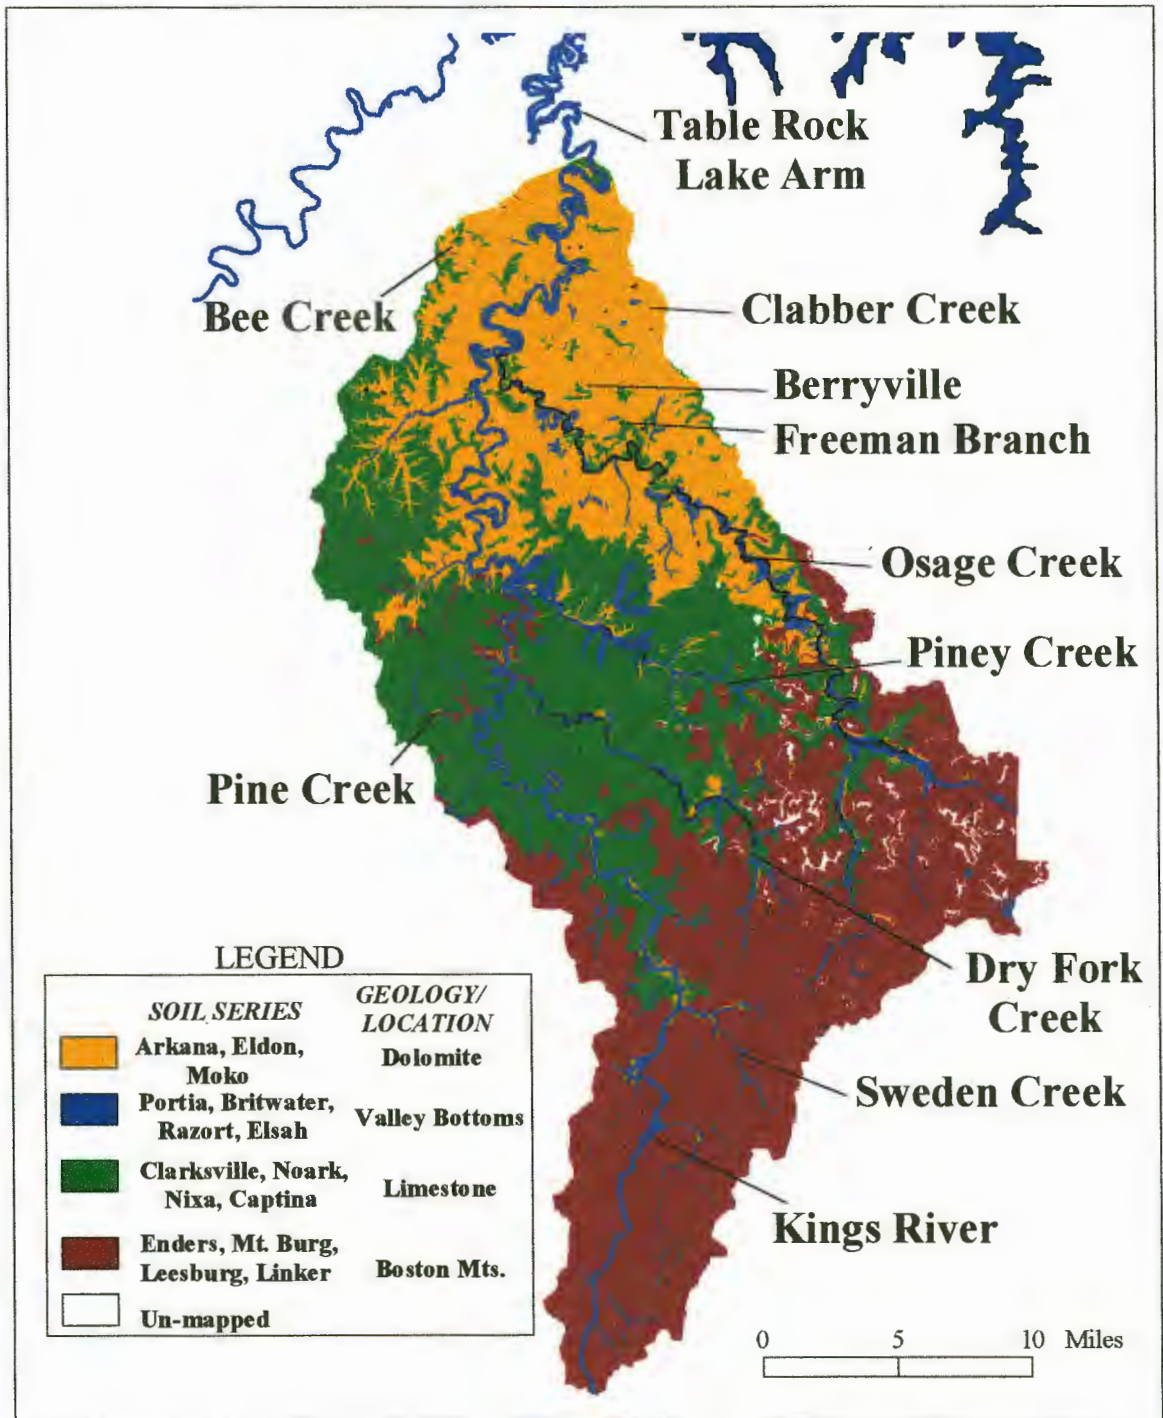 Table Rock
Lake Arm
Bee Creek
Clabber Creek
Berryville
Freeman Branch
Osage Creek
Piney Creek
Pine Creek
Dry Fork
Creek
Sweden Creek
Kings River
LEGEND
SOIL SERIES
GEOLOGY/
LOCATION
Arkana, Eldon,
Moko
Dolomite
Portia, Britwater,
Razort, Elsah
Valley Bottoms
Clarksville, Noark,
Nixa, Captina
Limestone
Enders, Mt. Burg,
Leesburg, Linker
Boston Mts.
Un-mapped
0 5 10 Miles